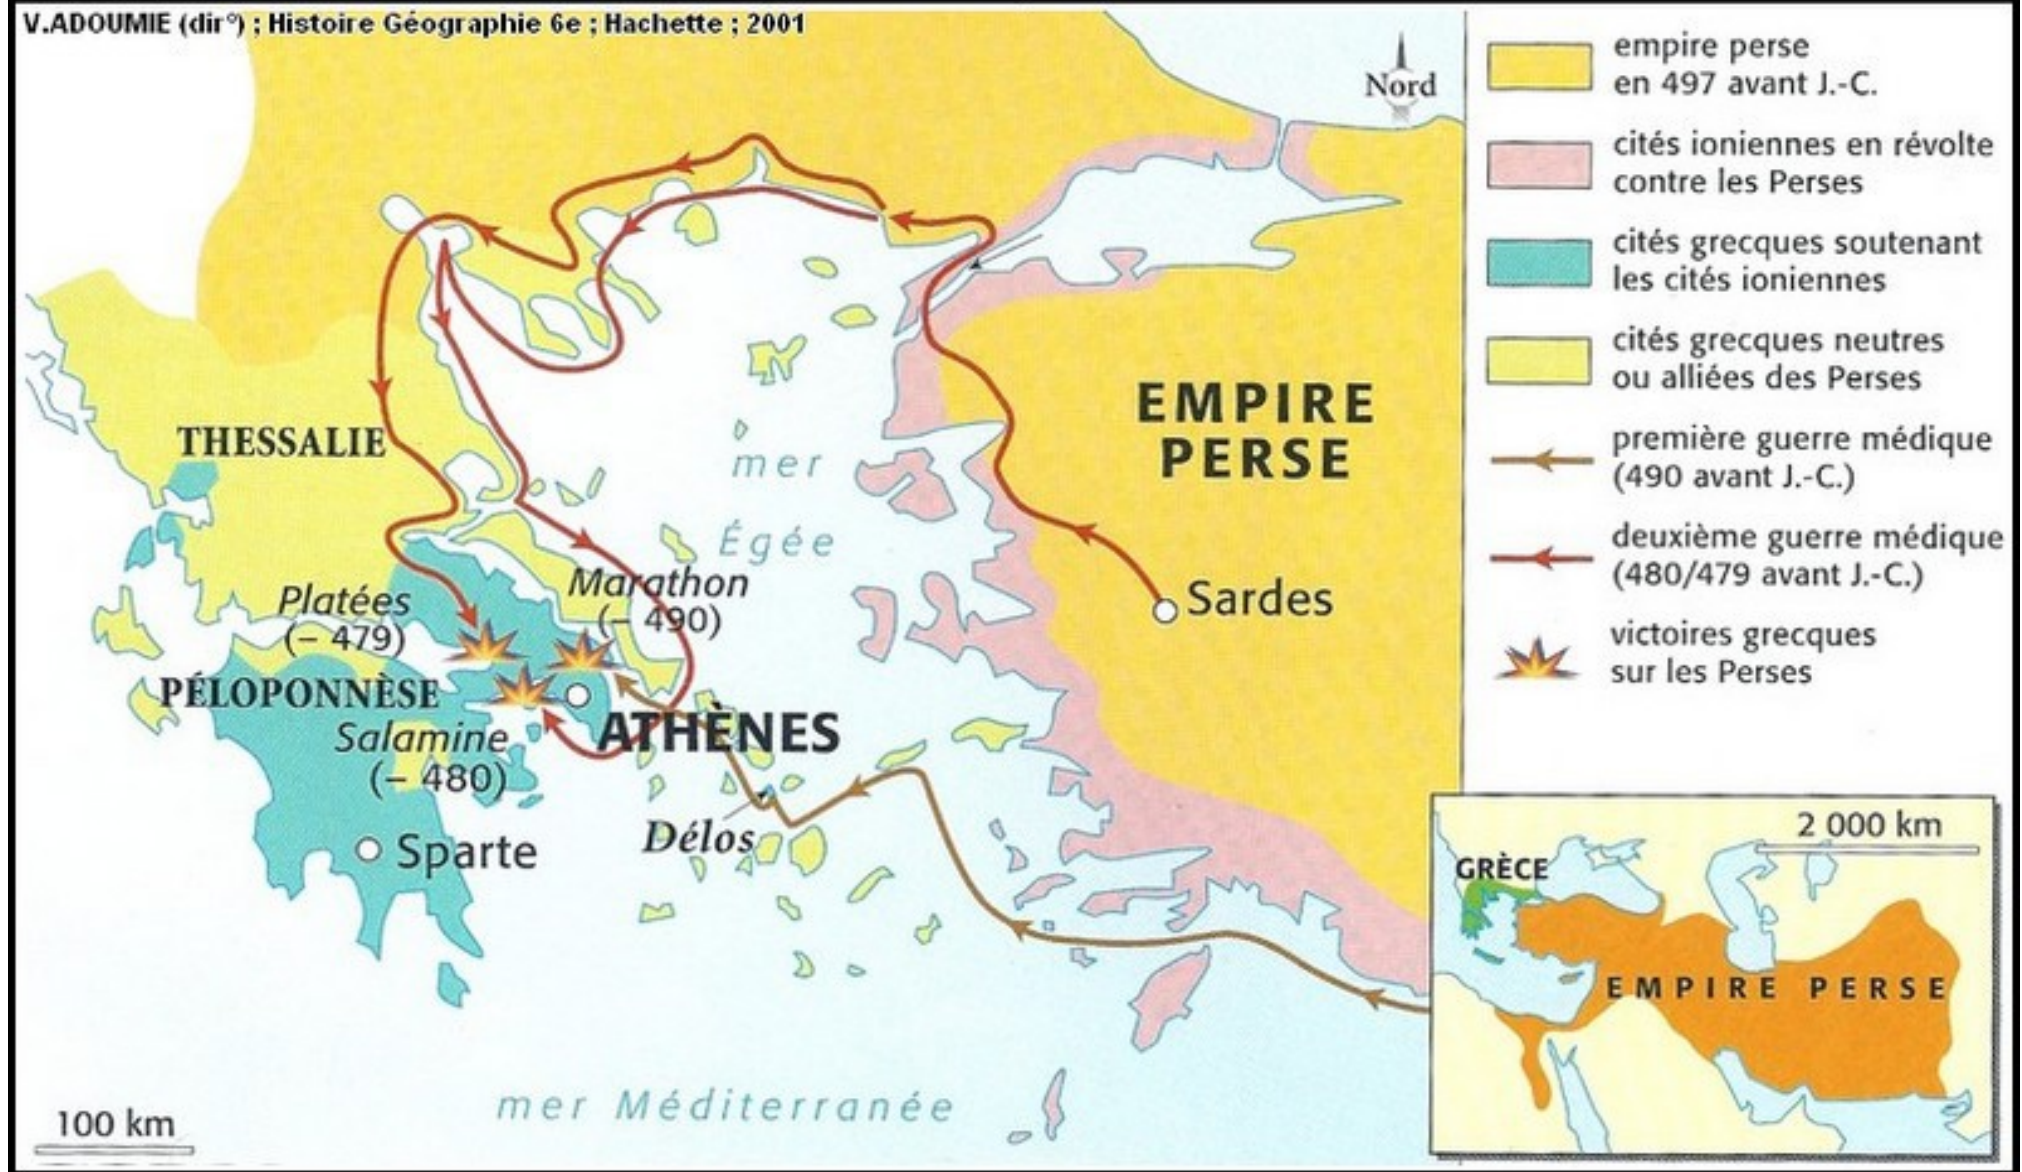 V.ADOUMIE (dir°) ; Histoire Géographie 6e ; Hachette ; 2001
Nord
THESSALIE
mer
Égée
EMPIRE
PERSE
Sardes
Platées
(– 479)
Marathon
(– 490)
PÉLOPONNÈSE
Salamine
(– 480)
ATHÈNES
Délos
Sparte
mer Méditerranée
100 km
empire perse
en 497 avant J.-C.
cités ioniennes en révolte
contre les Perses
cités grecques soutenant
les cités ioniennes
cités grecques neutres
ou alliées des Perses
première guerre médique
(490 avant J.-C.)
deuxième guerre médique
(480/479 avant J.-C.)
victoires grecques
sur les Perses
2 000 km
GRÈCE
EMPIRE PERSE